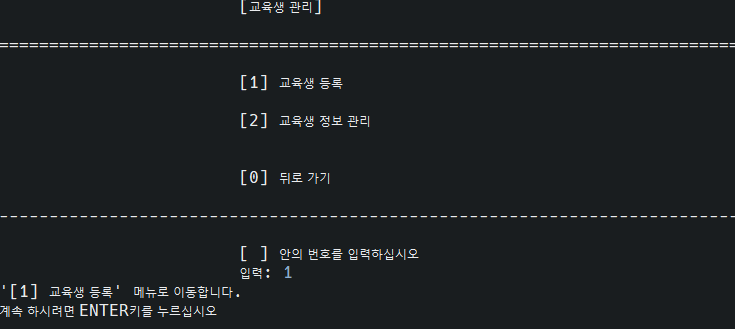 [교육생 관리]
==========================================================================
[1] 교육생 등록
[2] 교육생 정보 관리
[0] 뒤로 가기
--------------------------------------------------------------------------
[ ] 안의 번호를 입력하십시오
입력: 1
'[1] 교육생 등록' 메뉴로 이동합니다.
계속 하시려면 ENTER키를 누르십시오